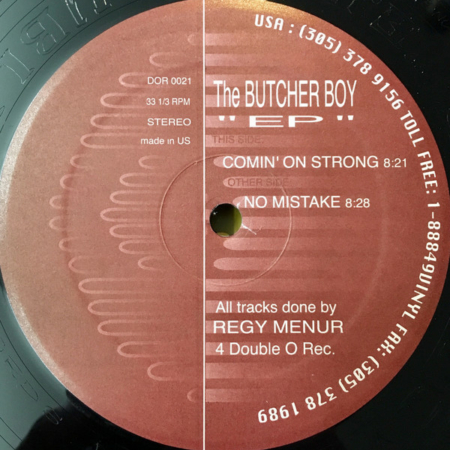 DOR 0021
33 1/3 RPM
STEREO
made in US
The BUTCHER BOY
" EP "
THIS SIDE:
COMIN' ON STRONG 8:21
OTHER SIDE
NO MISTAKE 8:28
All tracks done by
REGY MENUR
4 Double O Rec.
USA : (305) 378 9156 TOLL FREE: 1-88849VINYL FAX: (305) 378 1989